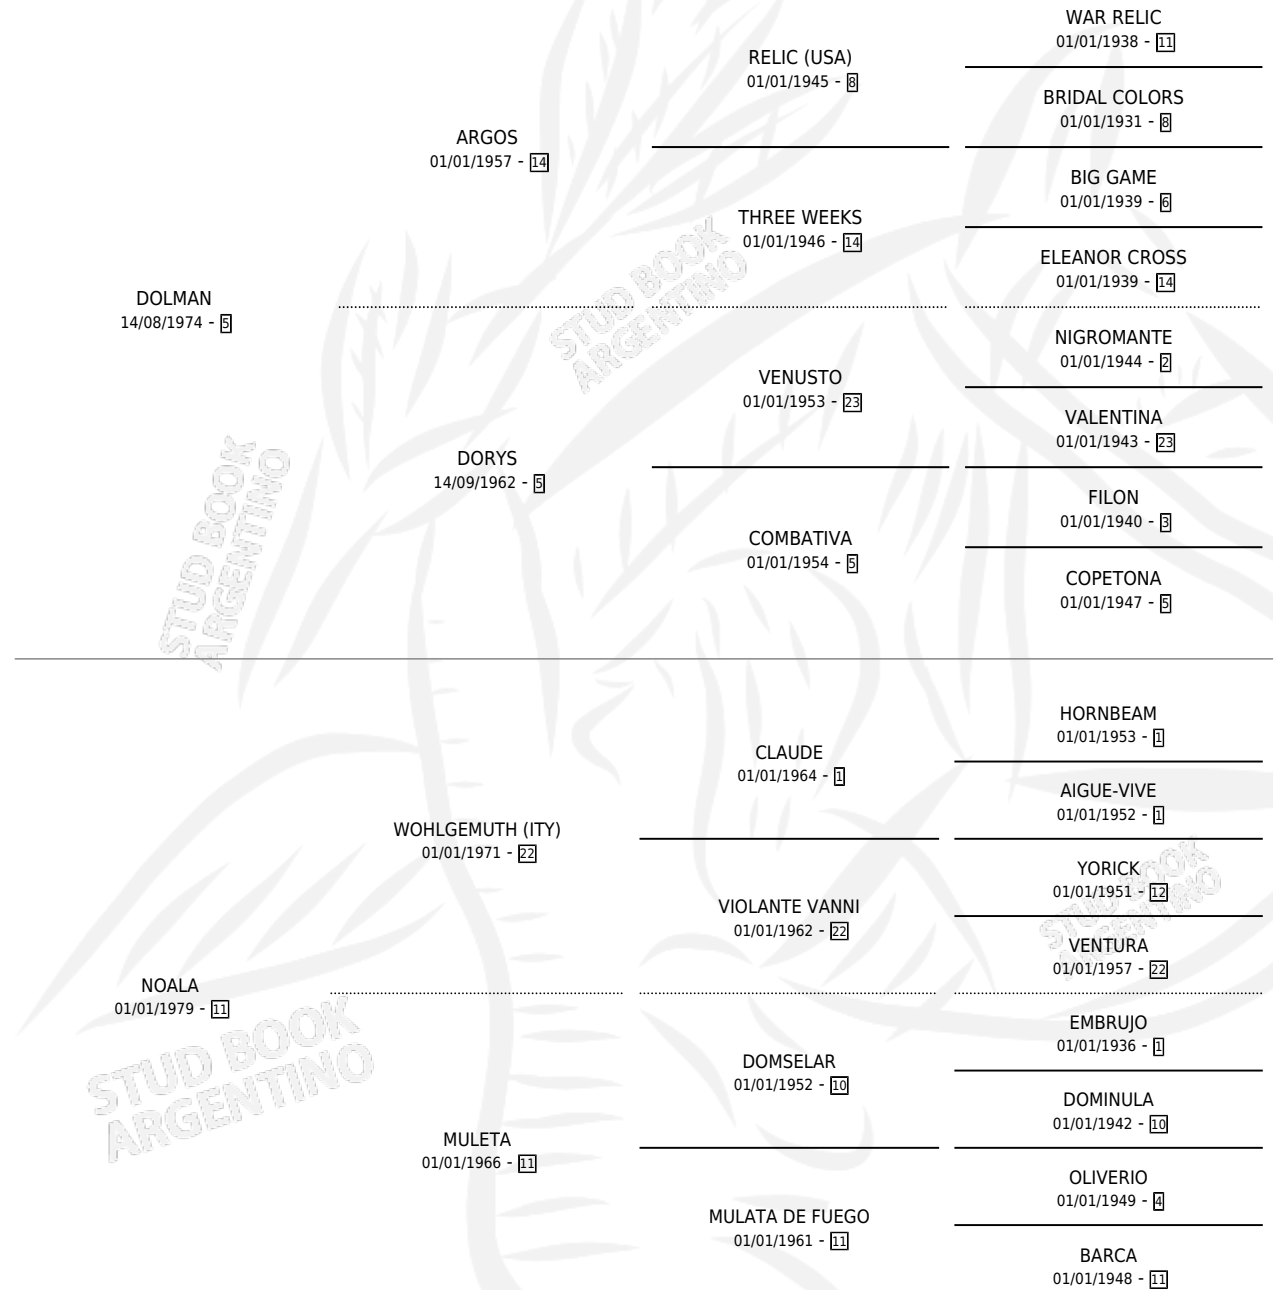 WAR RELIC
01/01/1938 - 11
RELIC (USA)
01/01/1945 - 8
BRIDAL COLORS
01/01/1931 - 8
ARGOS
01/01/1957 - 14
BIG GAME
01/01/1939 - 6
THREE WEEKS
01/01/1946 - 14
ELEANOR CROSS
01/01/1939 - 14
DOLMAN
14/08/1974 - 5
STUD BOOK
ARGENTINO
NIGROMANTE
01/01/1944 - 2
VENUSTO
01/01/1953 - 23
VALENTINA
01/01/1943 - 23
DORYS
14/09/1962 - 5
STUD BOOK
ARGENTINO
FILON
01/01/1940 - 3
COMBATIVA
01/01/1954 - 5
COPETONA
01/01/1947 - 5
HORNBEAM
01/01/1953 - 1
CLAUDE
01/01/1964 - 1
AIGUE-VIVE
01/01/1952 - 1
WOHLGEMUTH (ITY)
01/01/1971 - 22
YORICK
01/01/1951 - 12
STUD BOOK
ARGENTINO
VIOLANTE VANNI
01/01/1962 - 22
VENTURA
01/01/1957 - 22
NOALA
01/01/1979 - 11
STUD BOOK
ARGENTINO
EMBRUJO
01/01/1936 - 1
DOMSELAR
01/01/1952 - 10
DOMINULA
01/01/1942 - 10
MULETA
01/01/1966 - 11
OLIVERIO
01/01/1949 - 4
MULATA DE FUEGO
01/01/1961 - 11
BARCA
01/01/1948 - 11